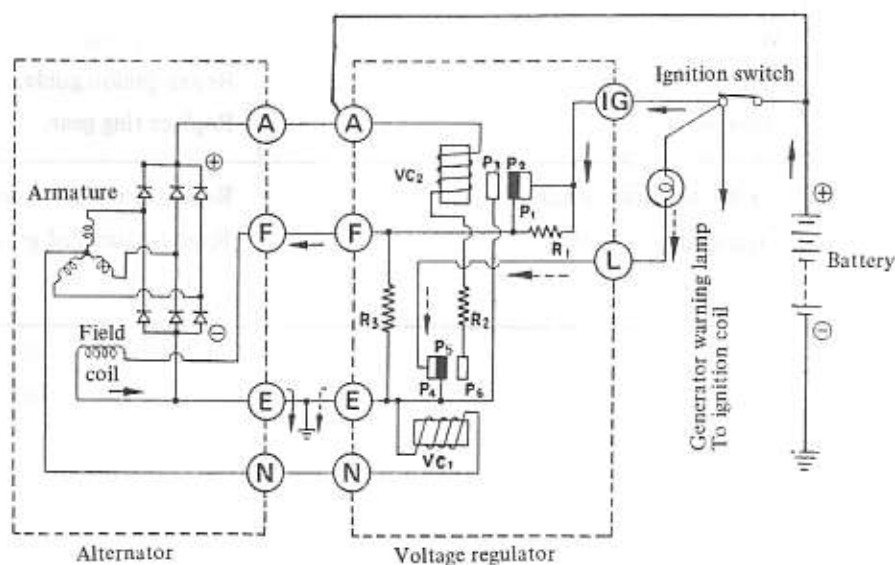 Ignition switch
A
A
IG
Armature
⊕
VC2
P3
P2
P1
R1
F
F
L
⊕
Battery
⊖
R3
R2
⊖
Field
coil
P5
P4
P6
E
E
VC1
N
N
Generator warning lamp
To ignition coil
Alternator
Voltage regulator